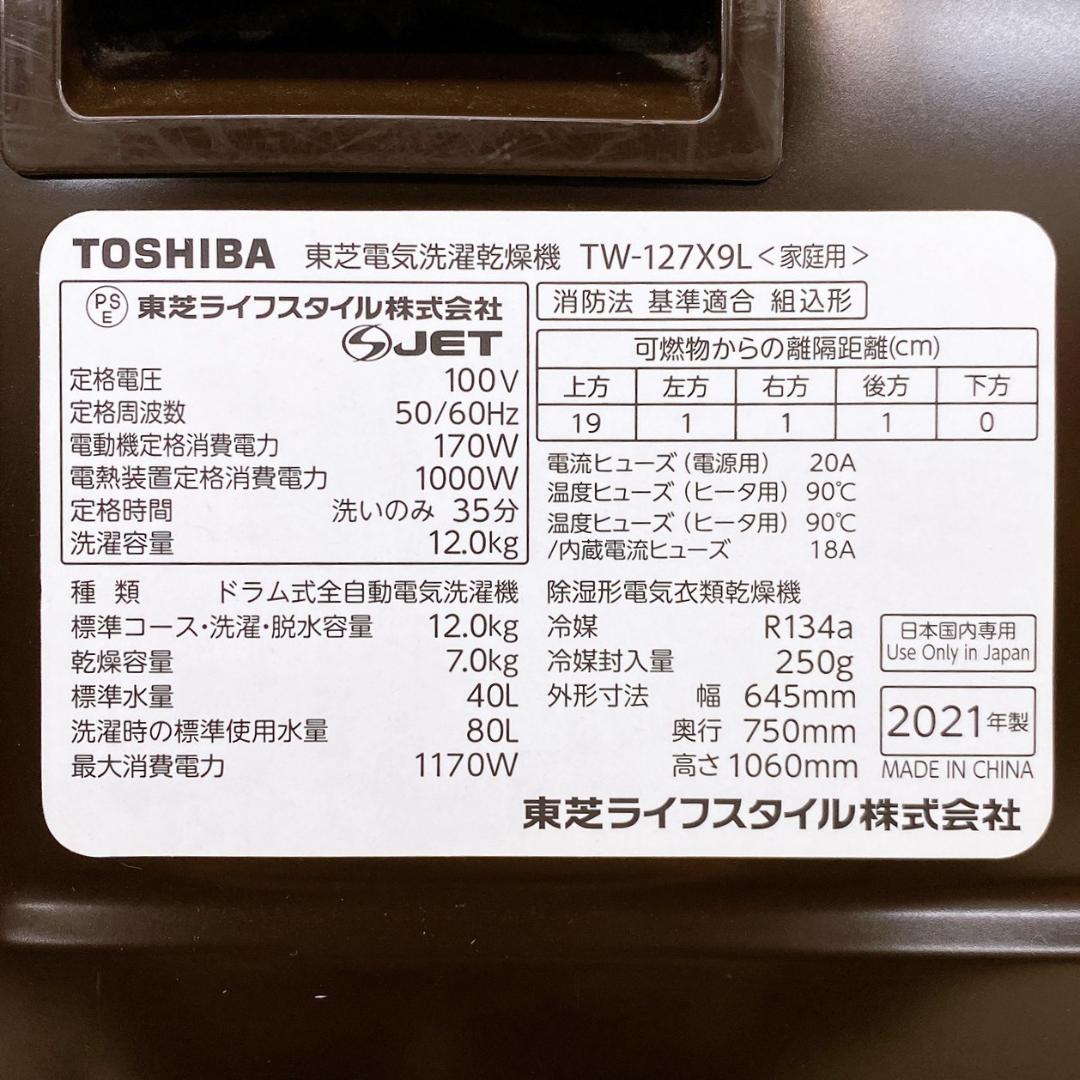 TOSHIBA 東芝電気洗濯乾燥機 TW-127X9L<家庭用>
PSE 東芝ライフスタイル株式会社
S JET
定格電圧 100V
定格周波数 50/60Hz
電動機定格消費電力 170W
電熱装置定格消費電力 1000W
定格時間 洗いのみ 35分
洗濯容量 12.0kg
消防法 基準適合 組込形
可燃物からの離隔距離(cm)
上方 左方 右方 後方 下方
19 1 1 1 0
電流ヒューズ(電源用) 20A
温度ヒューズ(ヒータ用) 90℃
温度ヒューズ(ヒータ用) 90℃
/内蔵電流ヒューズ 18A
種 類 ドラム式全自動電気洗濯機
標準コース・洗濯・脱水容量 12.0kg
乾燥容量 7.0kg
標準水量 40L
洗濯時の標準使用水量 80L
最大消費電力 1170W
除湿形電気衣類乾燥機
冷媒 R134a
冷媒封入量 250g
外形寸法 幅 645mm
奥行 750mm
高さ 1060mm
日本国内専用
Use Only in Japan
2021年製
MADE IN CHINA
東芝ライフスタイル株式会社